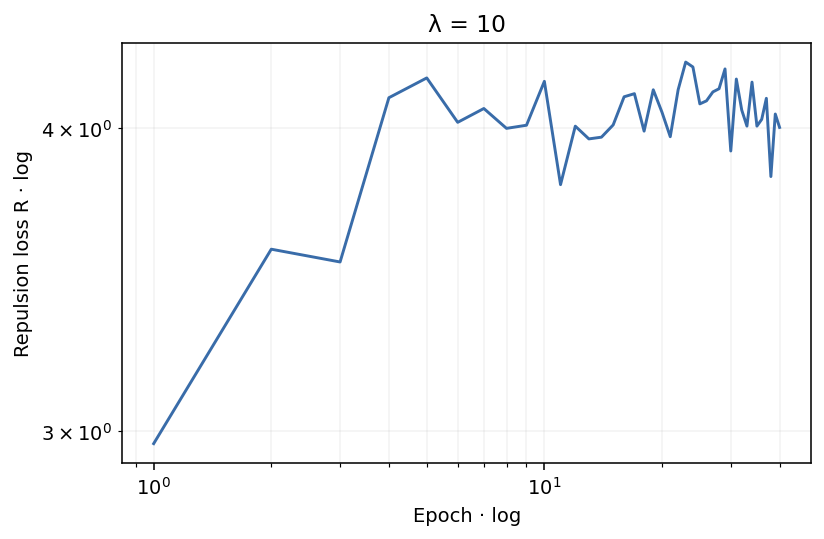 λ = 10
Repulsion loss R · log
4 × 10⁰
3 × 10⁰
10⁰
10¹
Epoch · log